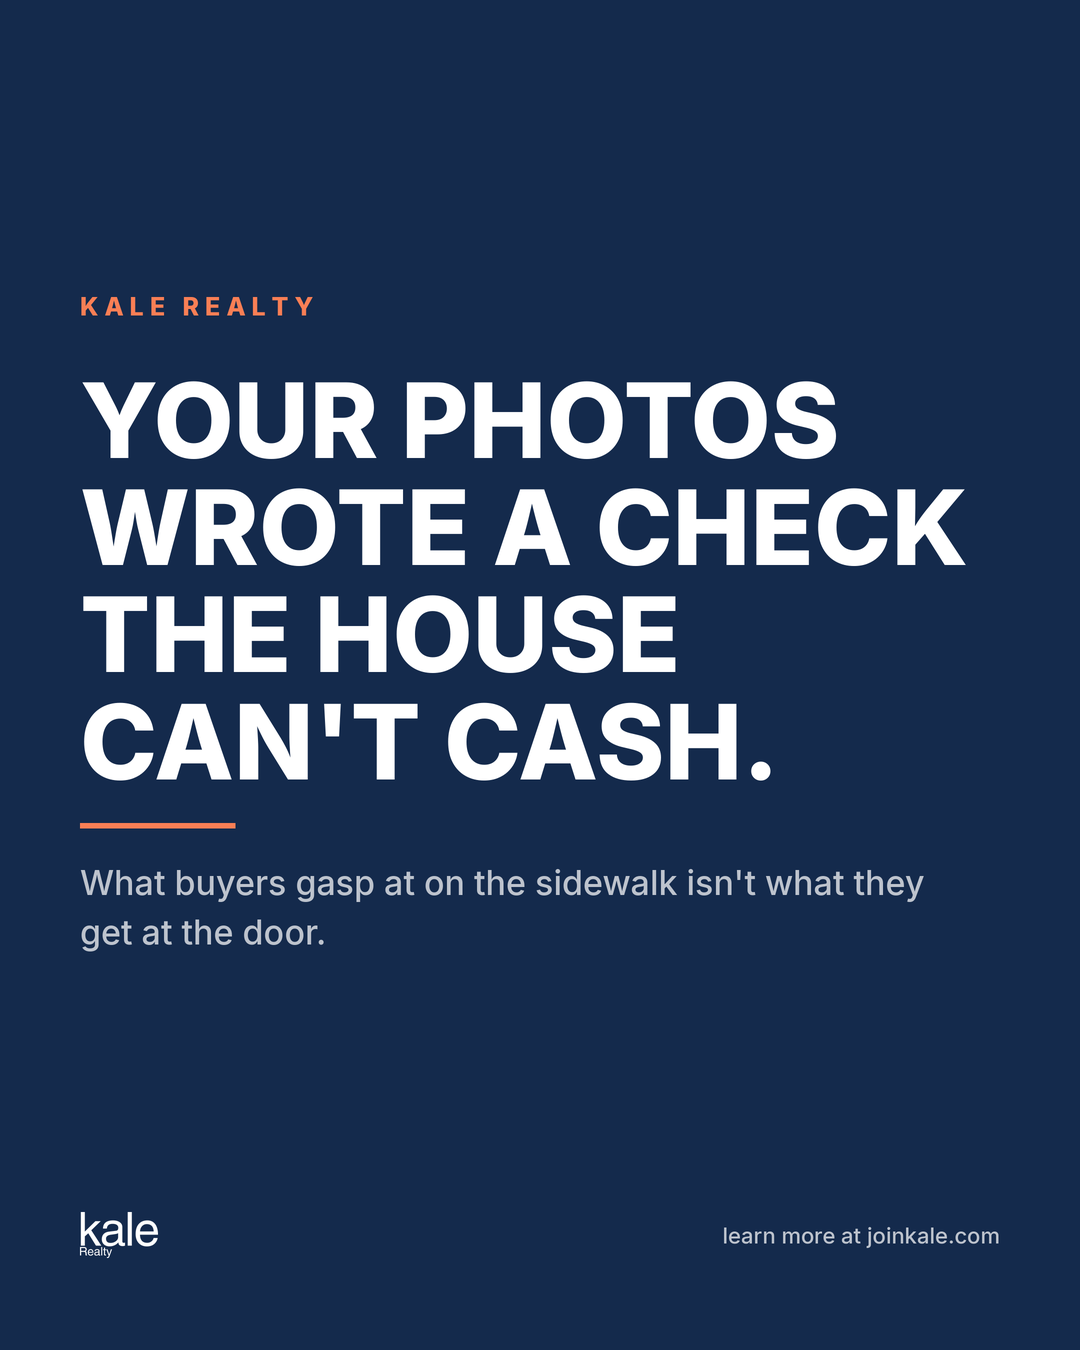 KALE REALTY
YOUR PHOTOS
WROTE A CHECK
THE HOUSE
CAN'T CASH.
What buyers gasp at on the sidewalk isn't what they
get at the door.
kale
Realty
learn more at joinkale.com